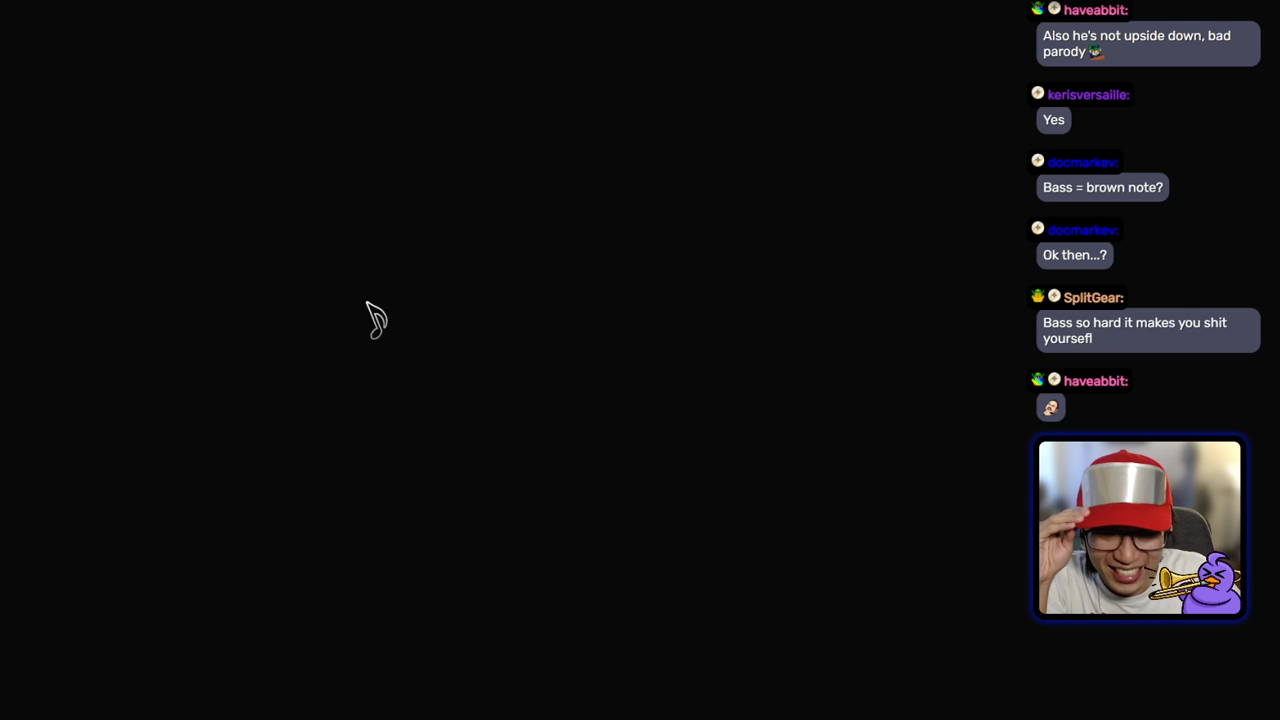 haveabbit:
Also he's not upside down, bad
parody
kerisversaille:
Yes
docmarkev:
Bass = brown note?
docmarkev:
Ok then...?
SplitGear:
Bass so hard it makes you shit
yoursefl
haveabbit: